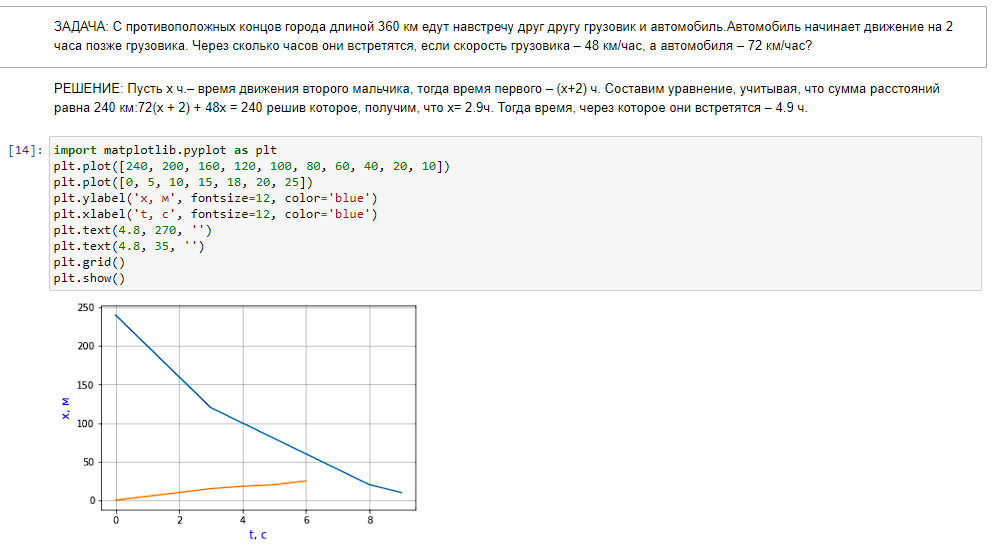 ЗАДАЧА: С противоположных концов города длиной 360 км едут навстречу друг другу грузовик и автомобиль.Автомобиль начинает движение на 2
часа позже грузовика. Через сколько часов они встретятся, если скорость грузовика – 48 км/час, а автомобиля – 72 км/час?
РЕШЕНИЕ: Пусть x ч.– время движения второго мальчика, тогда время первого – (x+2) ч. Составим уравнение, учитывая, что сумма расстояний
равна 240 км:72(x + 2) + 48x = 240 решив которое, получим, что x= 2.9ч. Тогда время, через которое они встретятся – 4.9 ч.
[14]: import matplotlib.pyplot as plt
plt.plot([240, 200, 160, 120, 100, 80, 60, 40, 20, 10])
plt.plot([0, 5, 10, 15, 18, 20, 25])
plt.ylabel('x, м', fontsize=12, color='blue')
plt.xlabel('t, c', fontsize=12, color='blue')
plt.text(4.8, 270, '')
plt.text(4.8, 35, '')
plt.grid()
plt.show()
250
200
150
100
50
0
x, м
0 2 4 6 8
t, c